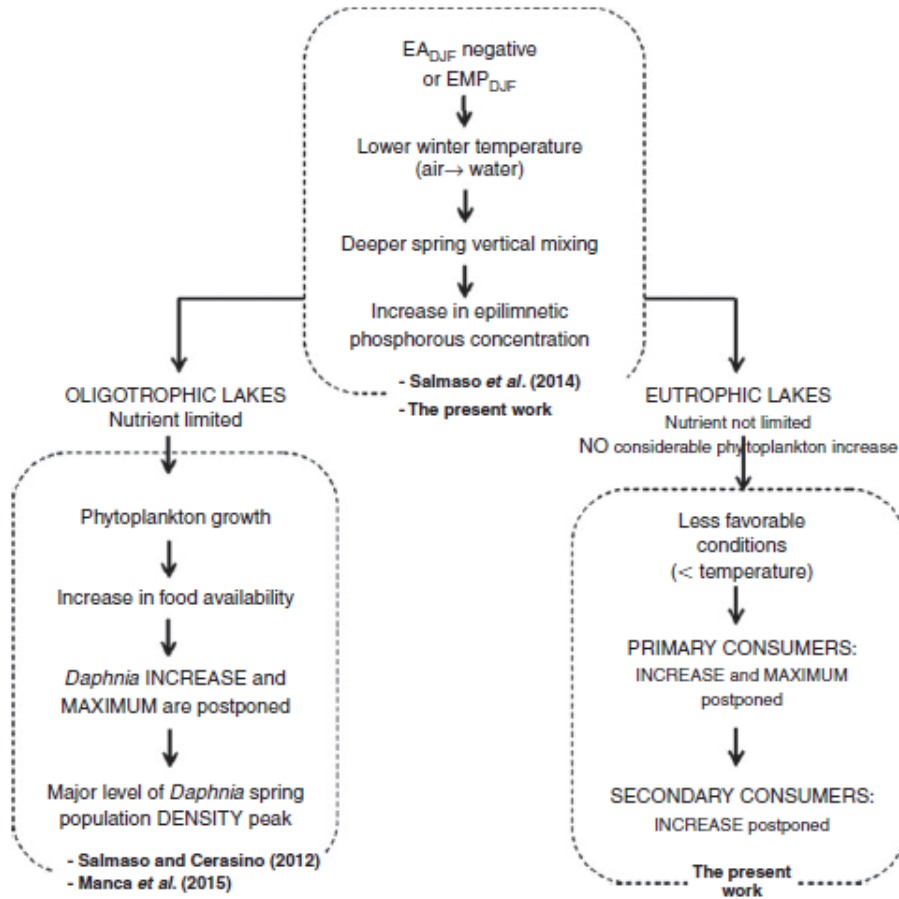 EADJF negative
or EMPDJF
Lower winter temperature
(air→ water)
Deeper spring vertical mixing
Increase in epilimnetic
phosphorous concentration
- Salmaso et al. (2014)
- The present work
OLIGOTROPHIC LAKES
Nutrient limited
Phytoplankton growth
Increase in food availability
Daphnia INCREASE and
MAXIMUM are postponed
Major level of Daphnia spring
population DENSITY peak
- Salmaso and Cerasino (2012)
- Manca et al. (2015)
EUTROPHIC LAKES
Nutrient not limited
NO considerable phytoplankton increase
Less favorable
conditions
(< temperature)
PRIMARY CONSUMERS:
INCREASE and MAXIMUM
postponed
SECONDARY CONSUMERS:
INCREASE postponed
The present
work